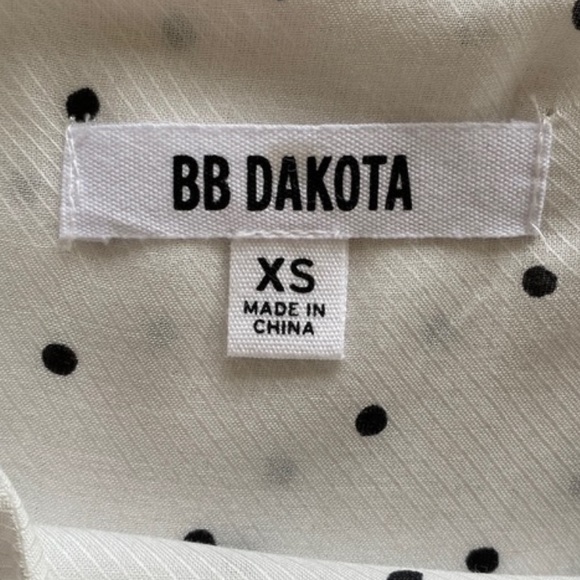 BB DAKOTA
XS
MADE IN
CHINA